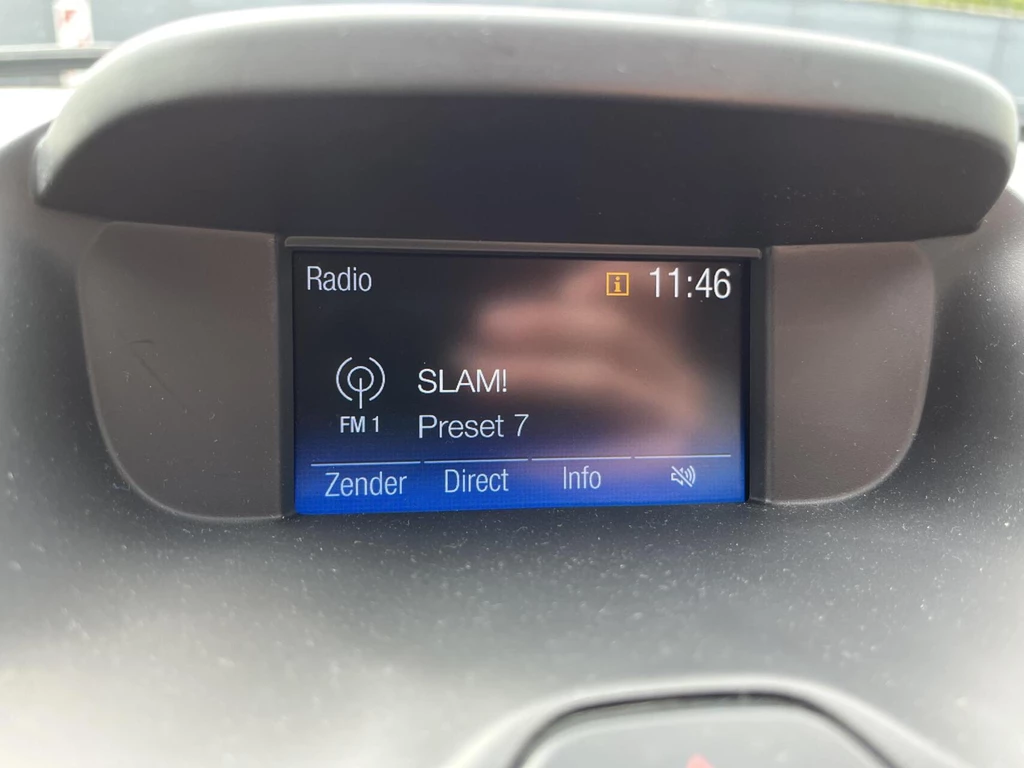 Radio
i 11:46
SLAM!
FM 1
Preset 7
Zender Direct Info